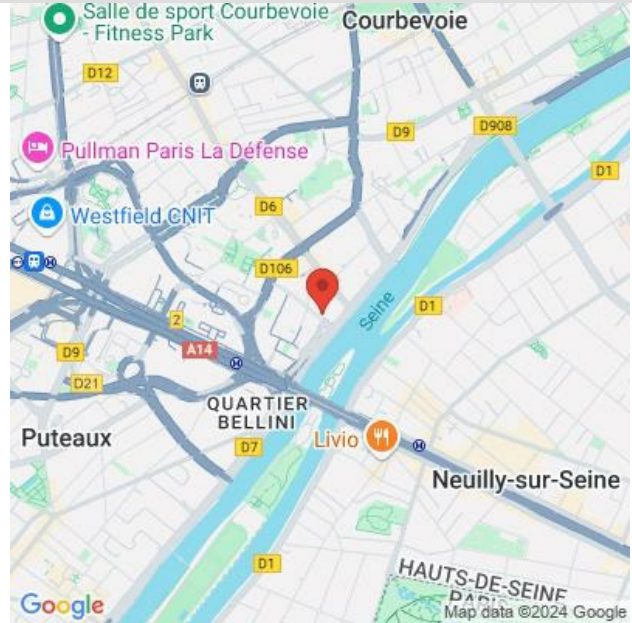 Salle de sport Courbevoie
- Fitness Park
Courbevoie
D12
D908
D9
Pullman Paris La Défense
D1
D6
Westfield CNIT
D106
Seine
D1
2
A14
D9
D21
QUARTIER
BELLINI
Puteaux
D7
Livio
Neuilly-sur-Seine
D1
HAUTS-DE-SEINE
PARIS
Google
Map data ©2024 Google